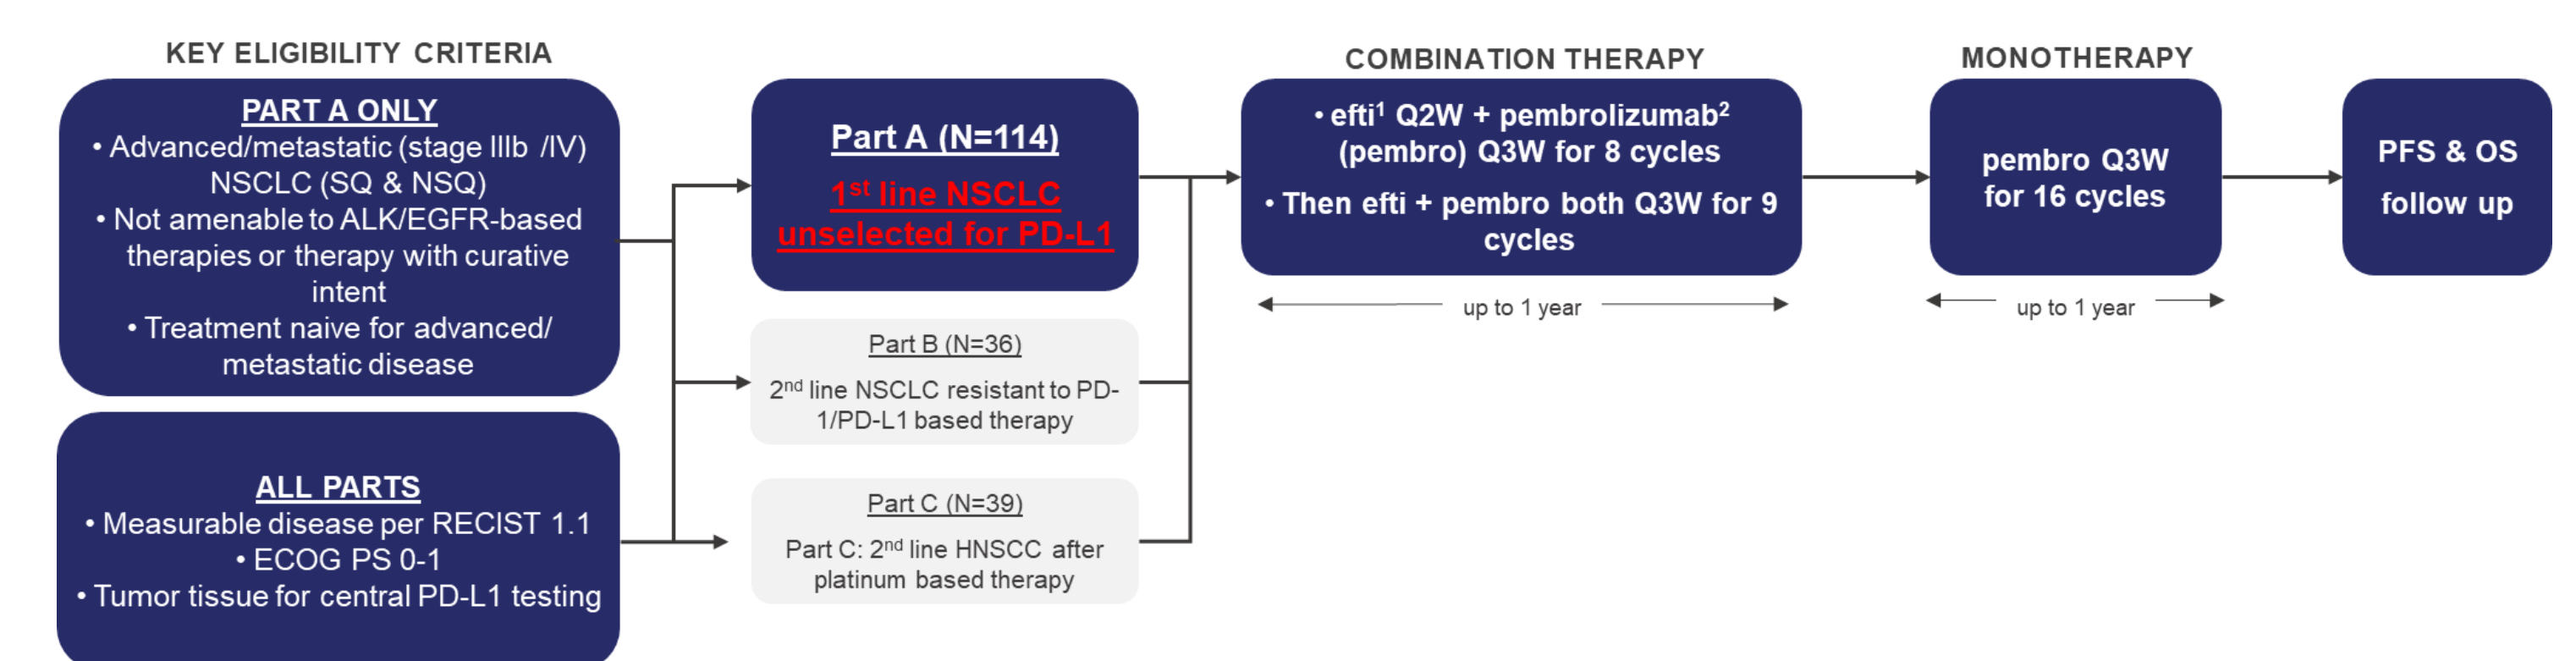 KEY ELIGIBILITY CRITERIA
PART A ONLY
• Advanced/metastatic (stage IIIb /IV)
NSCLC (SQ & NSQ)
• Not amenable to ALK/EGFR-based
therapies or therapy with curative
intent
• Treatment naive for advanced/
metastatic disease
ALL PARTS
• Measurable disease per RECIST 1.1
• ECOG PS 0-1
• Tumor tissue for central PD-L1 testing
Part A (N=114)
1st line NSCLC
unselected for PD-L1
Part B (N=36)
2nd line NSCLC resistant to PD-
1/PD-L1 based therapy
Part C (N=39)
Part C: 2nd line HNSCC after
platinum based therapy
COMBINATION THERAPY
• efti1 Q2W + pembrolizumab2
(pembro) Q3W for 8 cycles
• Then efti + pembro both Q3W for 9
cycles
up to 1 year
MONOTHERAPY
pembro Q3W
for 16 cycles
up to 1 year
PFS & OS
follow up